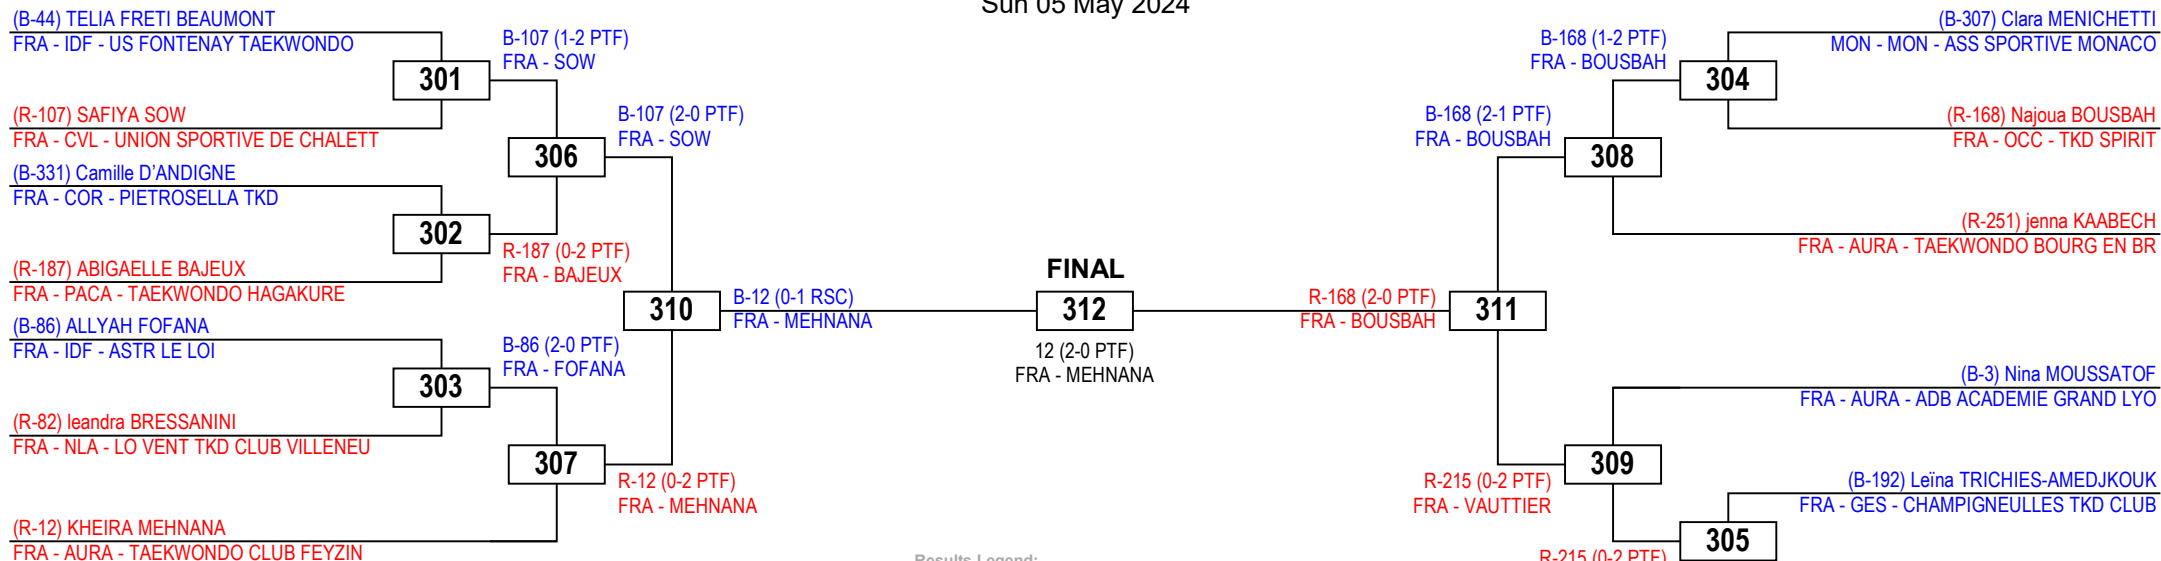 Sun 05 May 2024
(B-44) TELIA FRETI BEAUMONT
FRA - IDF - US FONTENAY TAEKWONDO
301
(R-107) SAFIYA SOW
FRA - CVL - UNION SPORTIVE DE CHALETT
B-107 (1-2 PTF)
FRA - SOW
(B-331) Camille D'ANDIGNE
FRA - COR - PIETROSELLA TKD
302
(R-187) ABIGAELLE BAJEUX
FRA - PACA - TAEKWONDO HAGAKURE
R-187 (0-2 PTF)
FRA - BAJEUX
306
B-107 (2-0 PTF)
FRA - SOW
(B-86) ALLYAH FOFANA
FRA - IDF - ASTR LE LOI
303
(R-82) leandra BRESSANINI
FRA - NLA - LO VENT TKD CLUB VILLENEU
B-86 (2-0 PTF)
FRA - FOFANA
307
(R-12) KHEIRA MEHNANA
FRA - AURA - TAEKWONDO CLUB FEYZIN
R-12 (0-2 PTF)
FRA - MEHNANA
310
B-12 (0-1 RSC)
FRA - MEHNANA
FINAL
312
12 (2-0 PTF)
FRA - MEHNANA
R-168 (2-0 PTF)
FRA - BOUSBAH
311
(B-307) Clara MENICHETTI
MON - MON - ASS SPORTIVE MONACO
304
(R-168) Najoua BOUSBAH
FRA - OCC - TKD SPIRIT
B-168 (1-2 PTF)
FRA - BOUSBAH
308
B-168 (2-1 PTF)
FRA - BOUSBAH
(R-251) jenna KAABECH
FRA - AURA - TAEKWONDO BOURG EN BR
(B-3) Nina MOUSSATOF
FRA - AURA - ADB ACADEMIE GRAND LYO
309
R-215 (0-2 PTF)
FRA - VAUTTIER
(B-192) Leïna TRICHIES-AMEDJKOUK
FRA - GES - CHAMPIGNEULLES TKD CLUB
305
R-215 (0-2 PTF)
Results Legend: